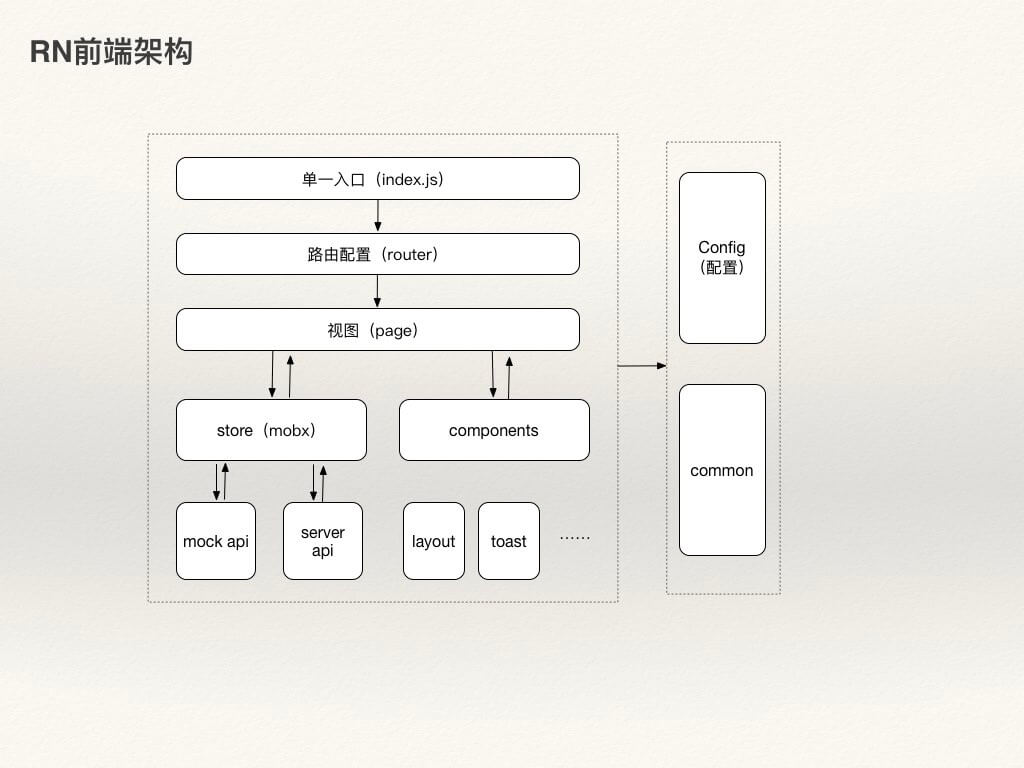 RN前端架构
单一入口（index.js）
路由配置（router）
视图（page）
store（mobx）
components
mock api
server
api
layout
toast
······
Config
（配置）
common